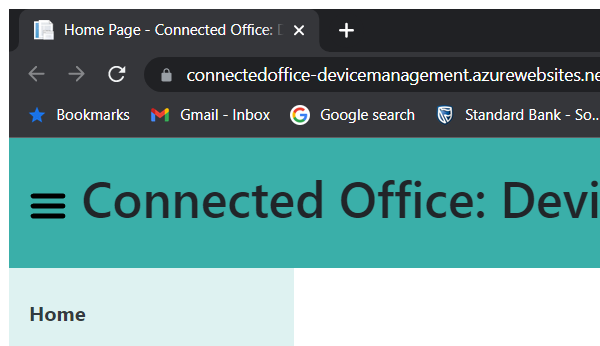 Home Page - Connected Office: D
connectedoffice-devicemanagement.azurewebsites.ne
Bookmarks Gmail - Inbox Google search Standard Bank - So...
Connected Office: Devi
Home